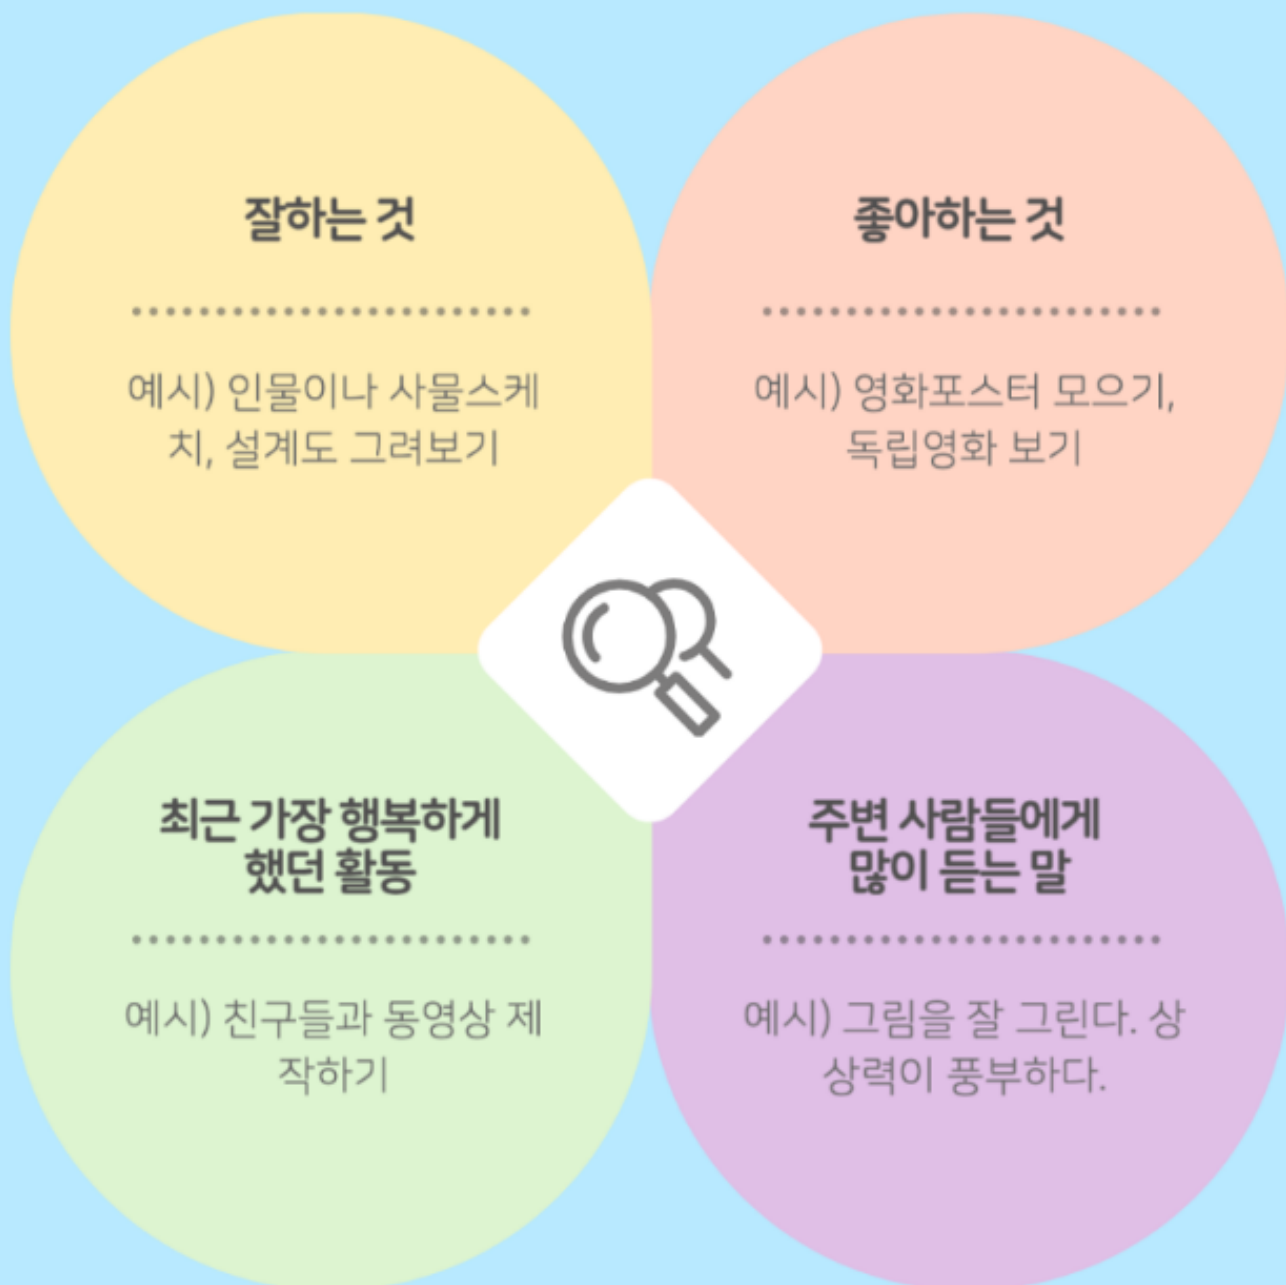 잘하는 것
예시) 인물이나 사물스케
치, 설계도 그려보기
좋아하는 것
예시) 영화포스터 모으기,
독립영화 보기
최근 가장 행복하게
했던 활동
예시) 친구들과 동영상 제
작하기
주변 사람들에게
많이 듣는 말
예시) 그림을 잘 그린다. 상
상력이 풍부하다.